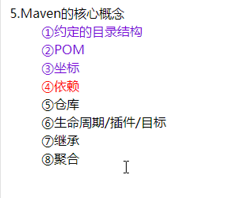 5.Maven的核心概念
①约定的目录结构
②POM
③坐标
④依赖
⑤仓库
⑥生命周期/插件/目标
⑦继承
⑧聚合